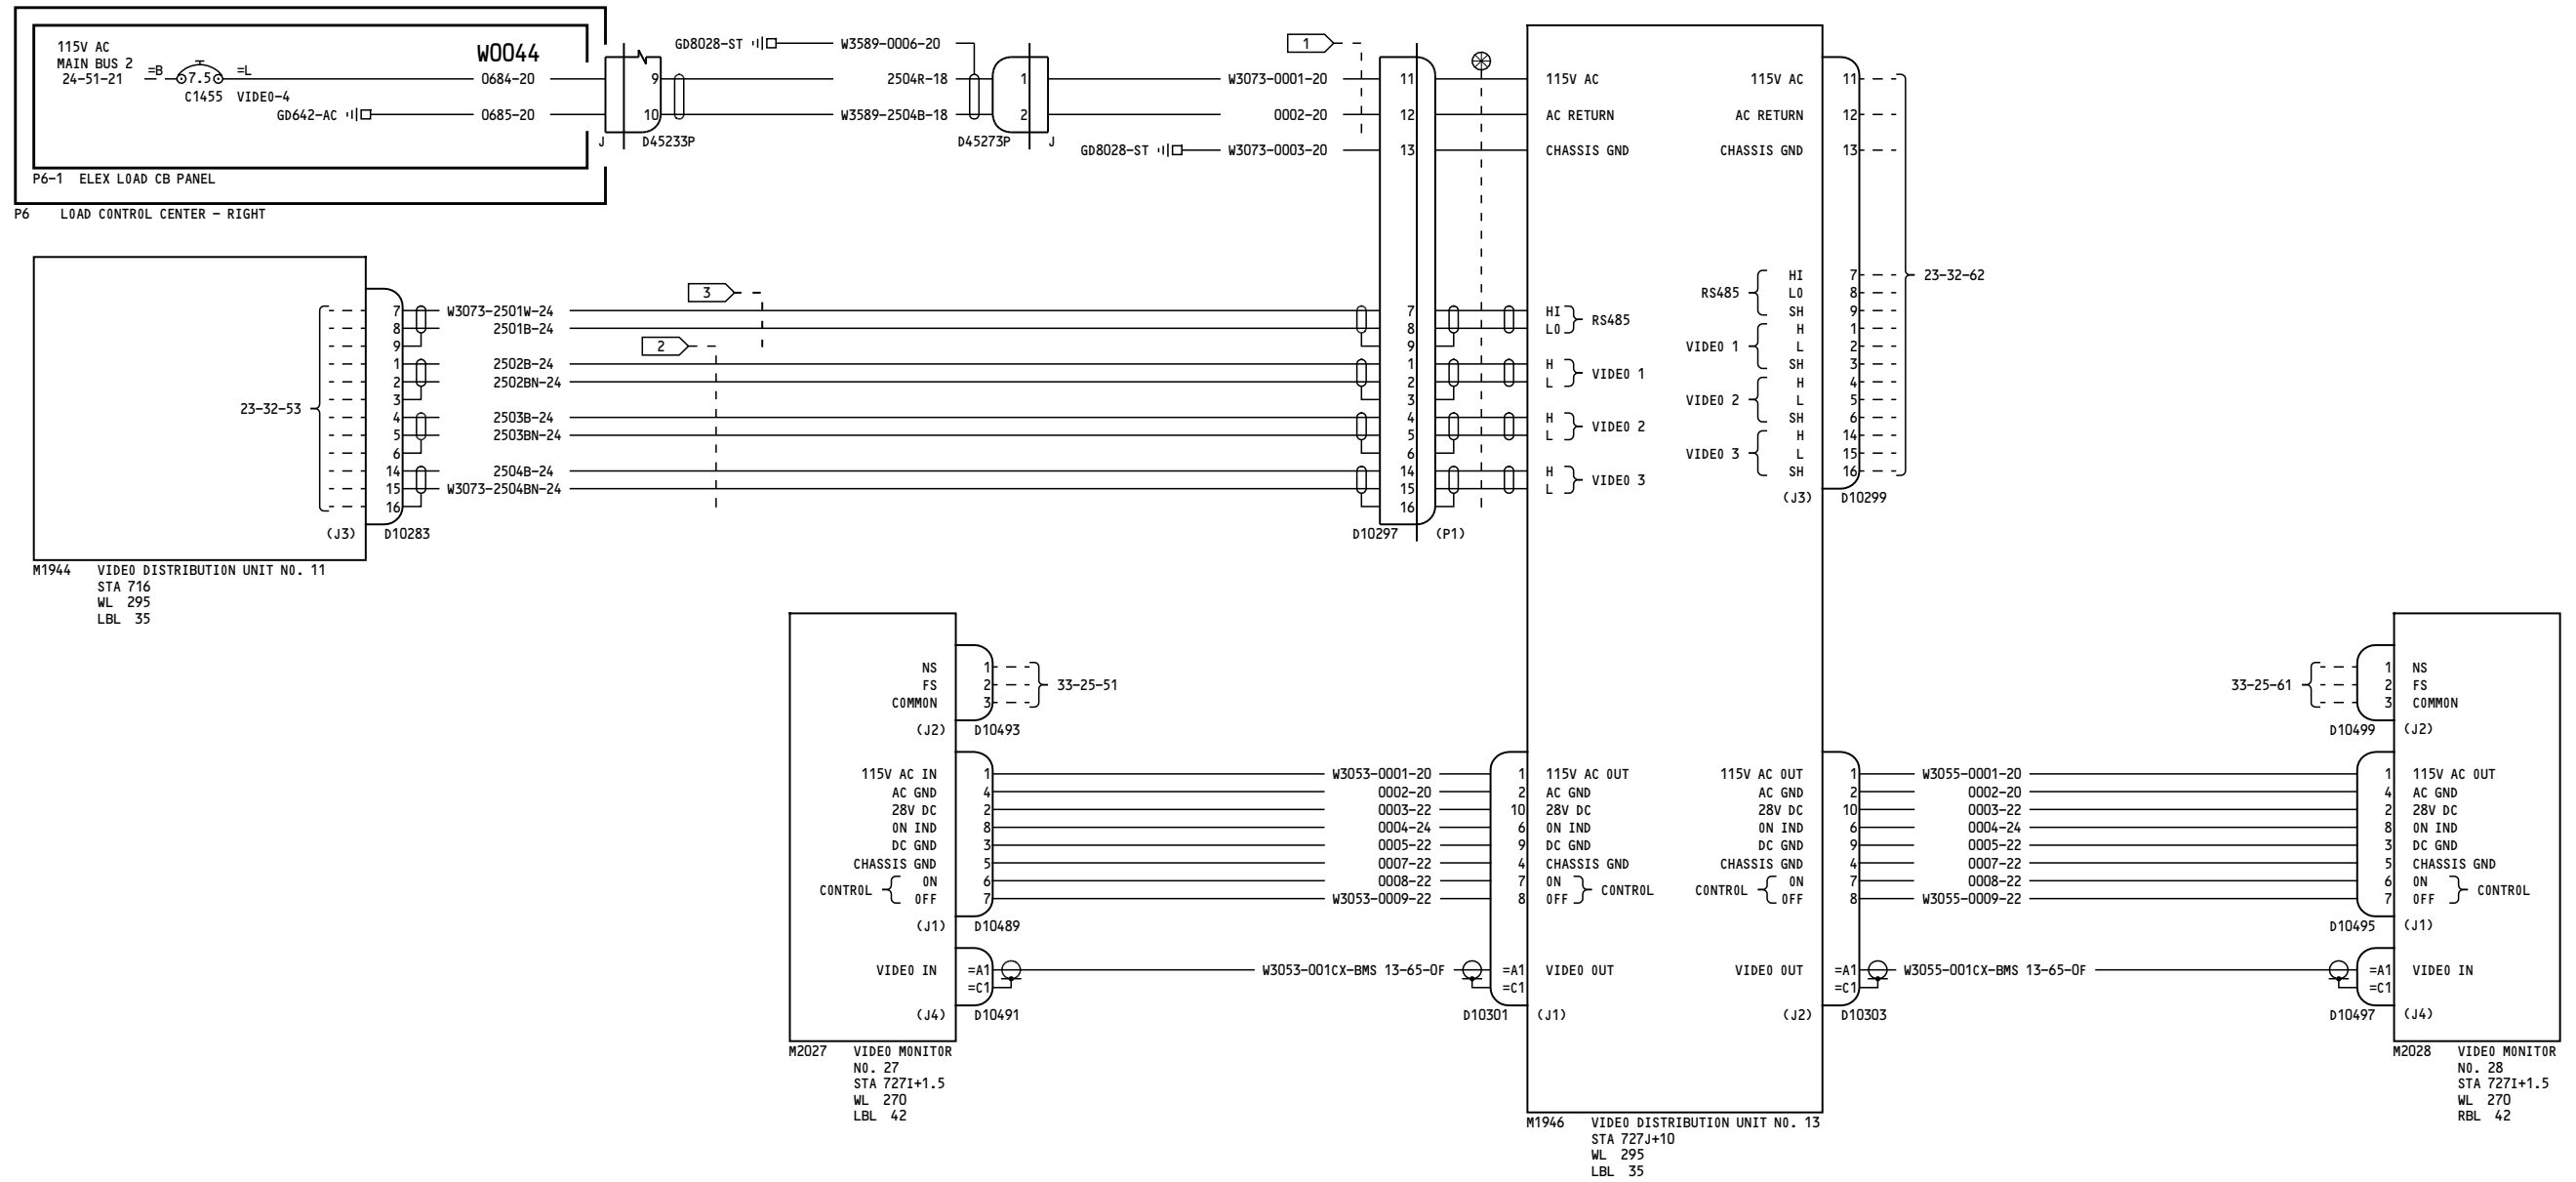 115V AC
MAIN BUS 2
24-51-21
=B
7.5
=L
C1455 VIDEO-4
W0044
0684-20
GD642-AC
0685-20
P6-1 ELEX LOAD CB PANEL
P6 LOAD CONTROL CENTER - RIGHT
9
10
J
D45233P
GD8028-ST
W3589-0006-20
2504R-18
W3589-2504B-18
1
2
D45273P
J
1
W3073-0001-20
0002-20
GD8028-ST
W3073-0003-20
11
12
13
115V AC
AC RETURN
CHASSIS GND
115V AC
AC RETURN
CHASSIS GND
11
12
13
23-32-53
7
8
9
1
2
3
4
5
6
14
15
16
(J3)
D10283
M1944 VIDEO DISTRIBUTION UNIT NO. 11
STA 716
WL 295
LBL 35
W3073-2501W-24
2501B-24
2502B-24
2502BN-24
2503B-24
2503BN-24
2504B-24
W3073-2504BN-24
3
2
7
8
9
1
2
3
4
5
6
14
15
16
D10297
(P1)
HI
LO
RS485
H
L
VIDEO 1
H
L
VIDEO 2
H
L
VIDEO 3
RS485
HI
LO
SH
VIDEO 1
H
L
SH
VIDEO 2
H
L
SH
VIDEO 3
H
L
SH
7
8
9
1
2
3
4
5
6
14
15
16
(J3)
D10299
23-32-62
NS
FS
COMMON
1
2
3
33-25-51
(J2)
D10493
115V AC IN
AC GND
28V DC
ON IND
DC GND
CHASSIS GND
CONTROL
ON
OFF
1
4
2
8
3
5
6
7
(J1)
D10489
VIDEO IN
=A1
=C1
(J4)
D10491
M2027 VIDEO MONITOR
NO. 27
STA 727I+1.5
WL 270
LBL 42
W3053-0001-20
0002-20
0003-22
0004-24
0005-22
0007-22
0008-22
W3053-0009-22
W3053-001CX-BMS 13-65-0F
1
2
10
6
9
4
7
8
=A1
=C1
D10301
(J1)
115V AC OUT
AC GND
28V DC
ON IND
DC GND
CHASSIS GND
ON
OFF
CONTROL
VIDEO OUT
115V AC OUT
AC GND
28V DC
ON IND
DC GND
CHASSIS GND
CONTROL
ON
OFF
VIDEO OUT
1
2
10
6
9
4
7
8
=A1
=C1
(J2)
D10303
M1946 VIDEO DISTRIBUTION UNIT NO. 13
STA 727J+10
WL 295
LBL 35
W3055-0001-20
0002-20
0003-22
0004-24
0005-22
0007-22
0008-22
W3055-0009-22
W3055-001CX-BMS 13-65-0F
33-25-61
1
2
3
NS
FS
COMMON
D10499
(J2)
1
4
2
8
3
5
6
7
115V AC OUT
AC GND
28V DC
ON IND
DC GND
CHASSIS GND
ON
OFF
CONTROL
D10495
(J1)
=A1
=C1
VIDEO IN
D10497
(J4)
M2028 VIDEO MONITOR
NO. 28
STA 727I+1.5
WL 270
RBL 42